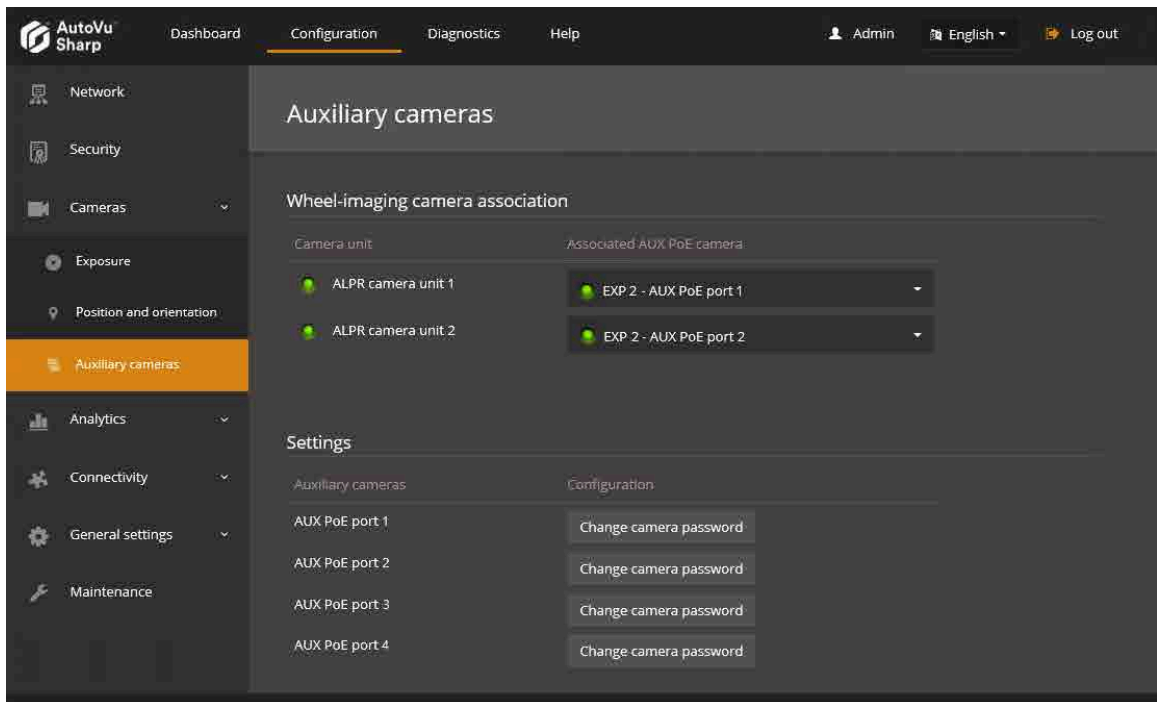 AutoVu
Sharp
Dashboard
Configuration
Diagnostics
Help
Admin
English
Log out
Network
Security
Cameras
Exposure
Position and orientation
Auxiliary cameras
Analytics
Connectivity
General settings
Maintenance
Auxiliary cameras
Wheel-imaging camera association
Camera unit Associated AUX PoE camera
ALPR camera unit 1 EXP 2 - AUX PoE port 1
ALPR camera unit 2 EXP 2 - AUX PoE port 2
Settings
Auxiliary cameras Configuration
AUX PoE port 1 Change camera password
AUX PoE port 2 Change camera password
AUX PoE port 3 Change camera password
AUX PoE port 4 Change camera password